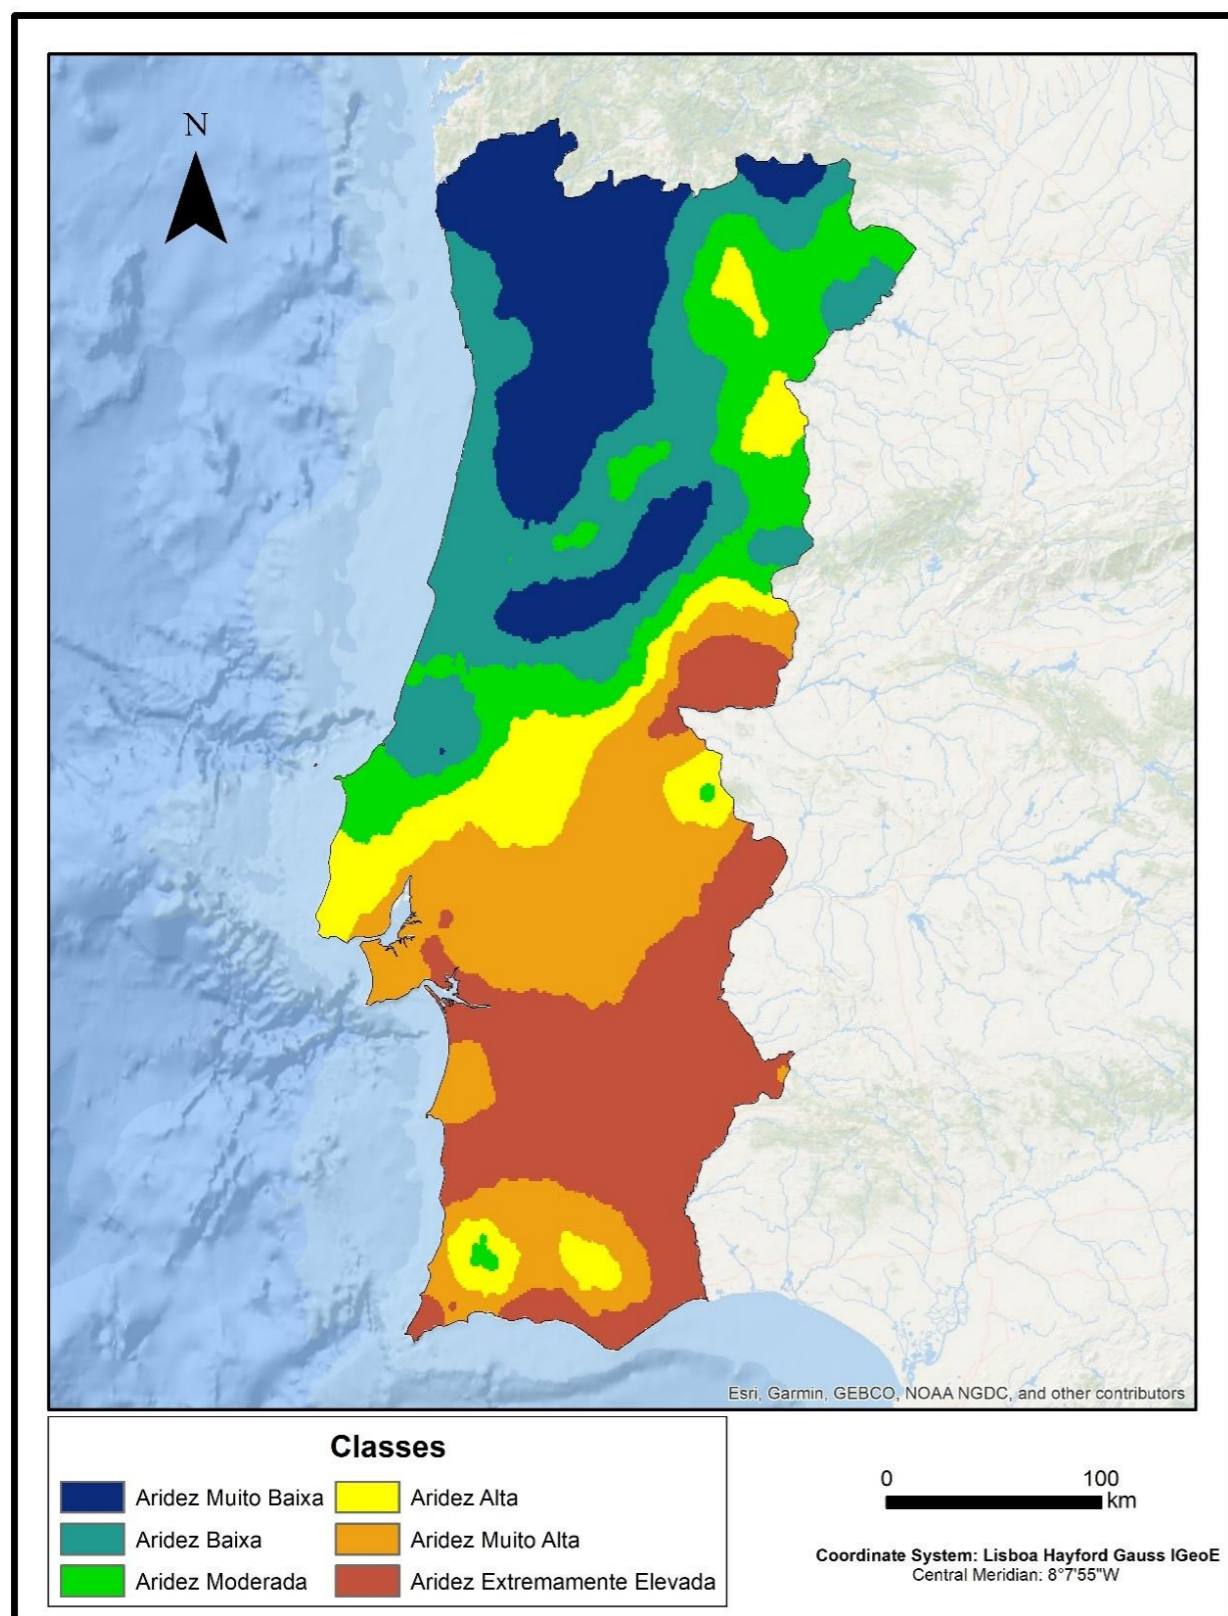 N
Esri, Garmin, GEBCO, NOAA NGDC, and other contributors
Classes
Aridez Muito Baixa
Aridez Baixa
Aridez Moderada
Aridez Alta
Aridez Muito Alta
Aridez Extremamente Elevada
0 100
km
Coordinate System: Lisboa Hayford Gauss IGeoE
Central Meridian: 8°7'55"W